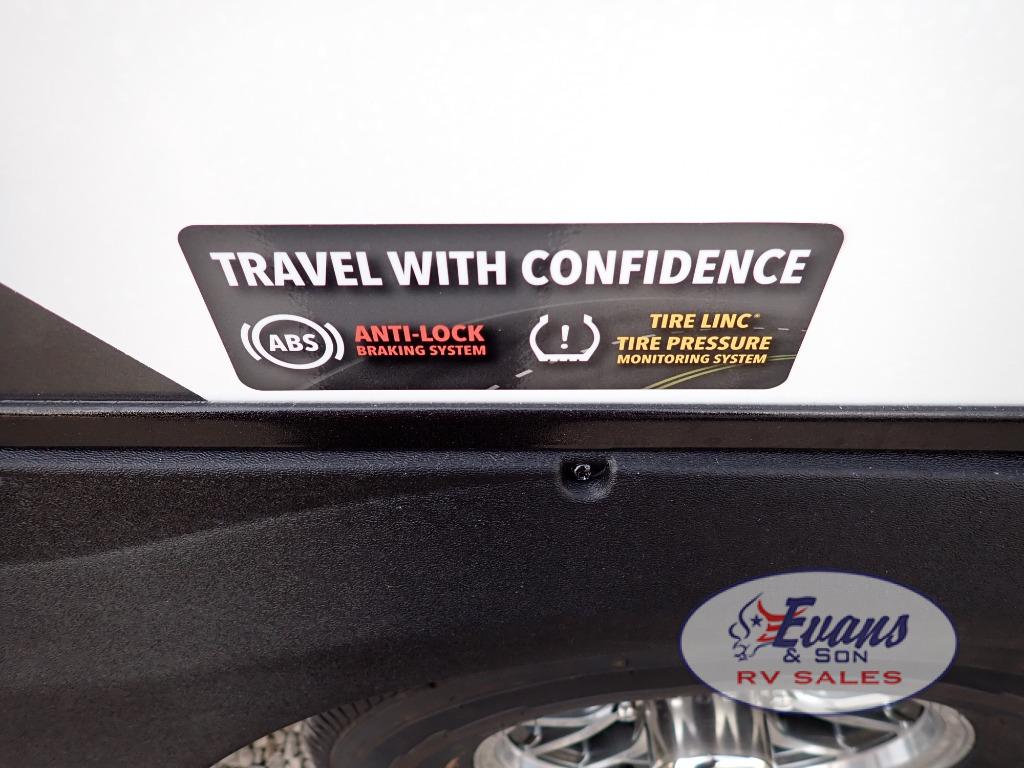 TRAVEL WITH CONFIDENCE
ABS
ANTI-LOCK
BRAKING SYSTEM
!
TIRE LINC®
TIRE PRESSURE
MONITORING SYSTEM
Evans
& SON
RV SALES